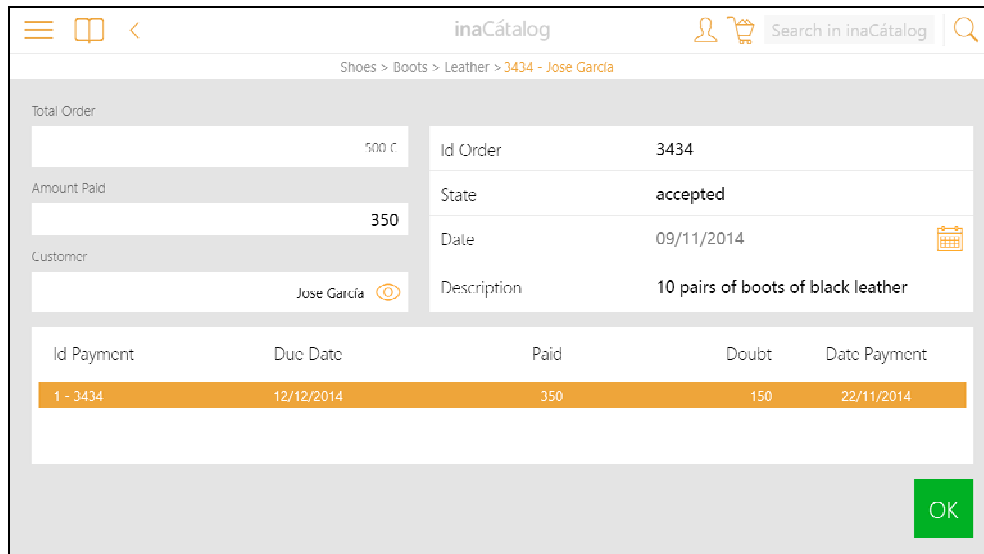 inaCátalog
Search in inaCátalog
Shoes > Boots > Leather > 3434 - Jose García
Total Order
500 C
Amount Paid
350
Customer
Jose García
Id Order 3434
State accepted
Date 09/11/2014
Description 10 pairs of boots of black leather
Id Payment Due Date Paid Doubt Date Payment
1 - 3434 12/12/2014 350 150 22/11/2014
OK